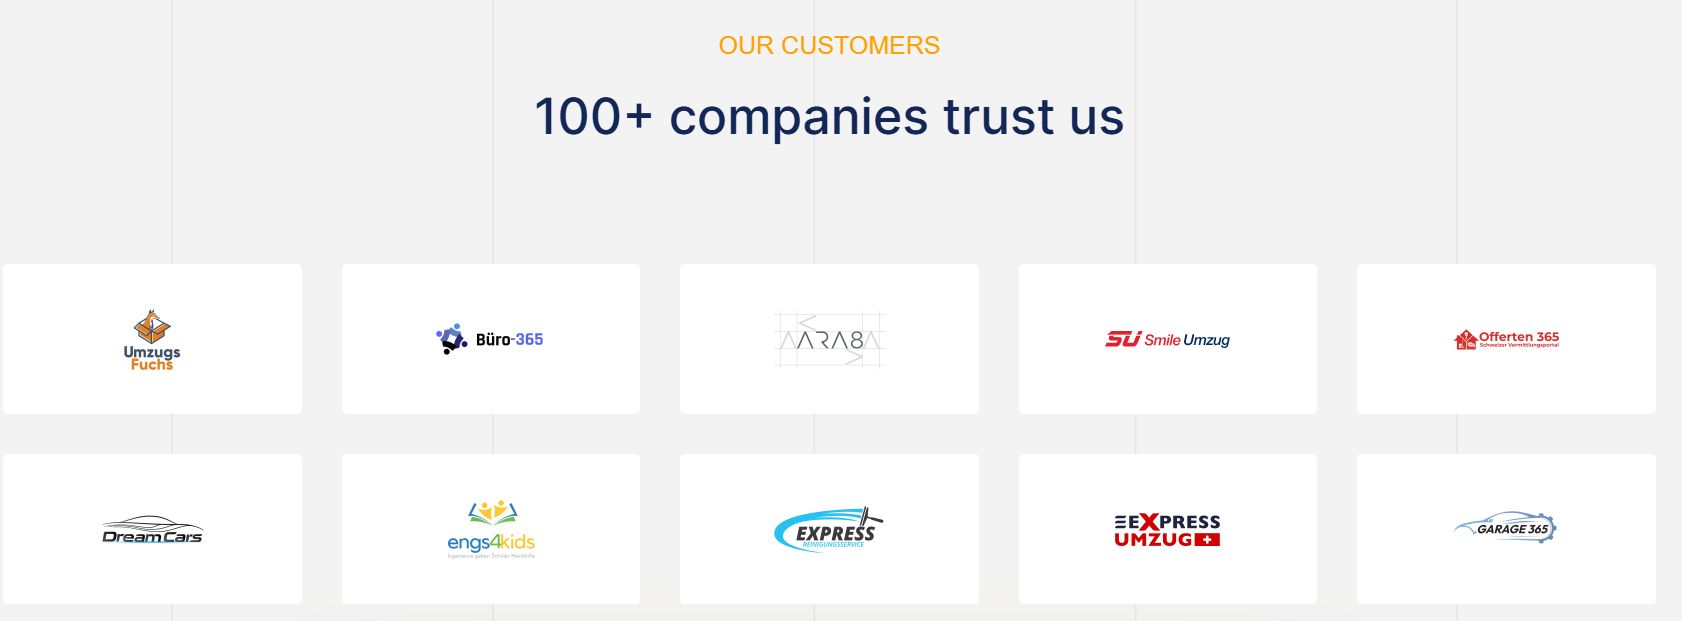 OUR CUSTOMERS
100+ companies trust us
Umzugs
Fuchs
Büro-365
ARA8
SU Smile Umzug
Offerten 365
Schweizer Vermittlungsportal
DreamCars
engs4kids
Ingenieure geben Schüler Nachhilfe
EXPRESS
REINIGUNGSSERVICE
EXPRESS
UMZUG
GARAGE 365